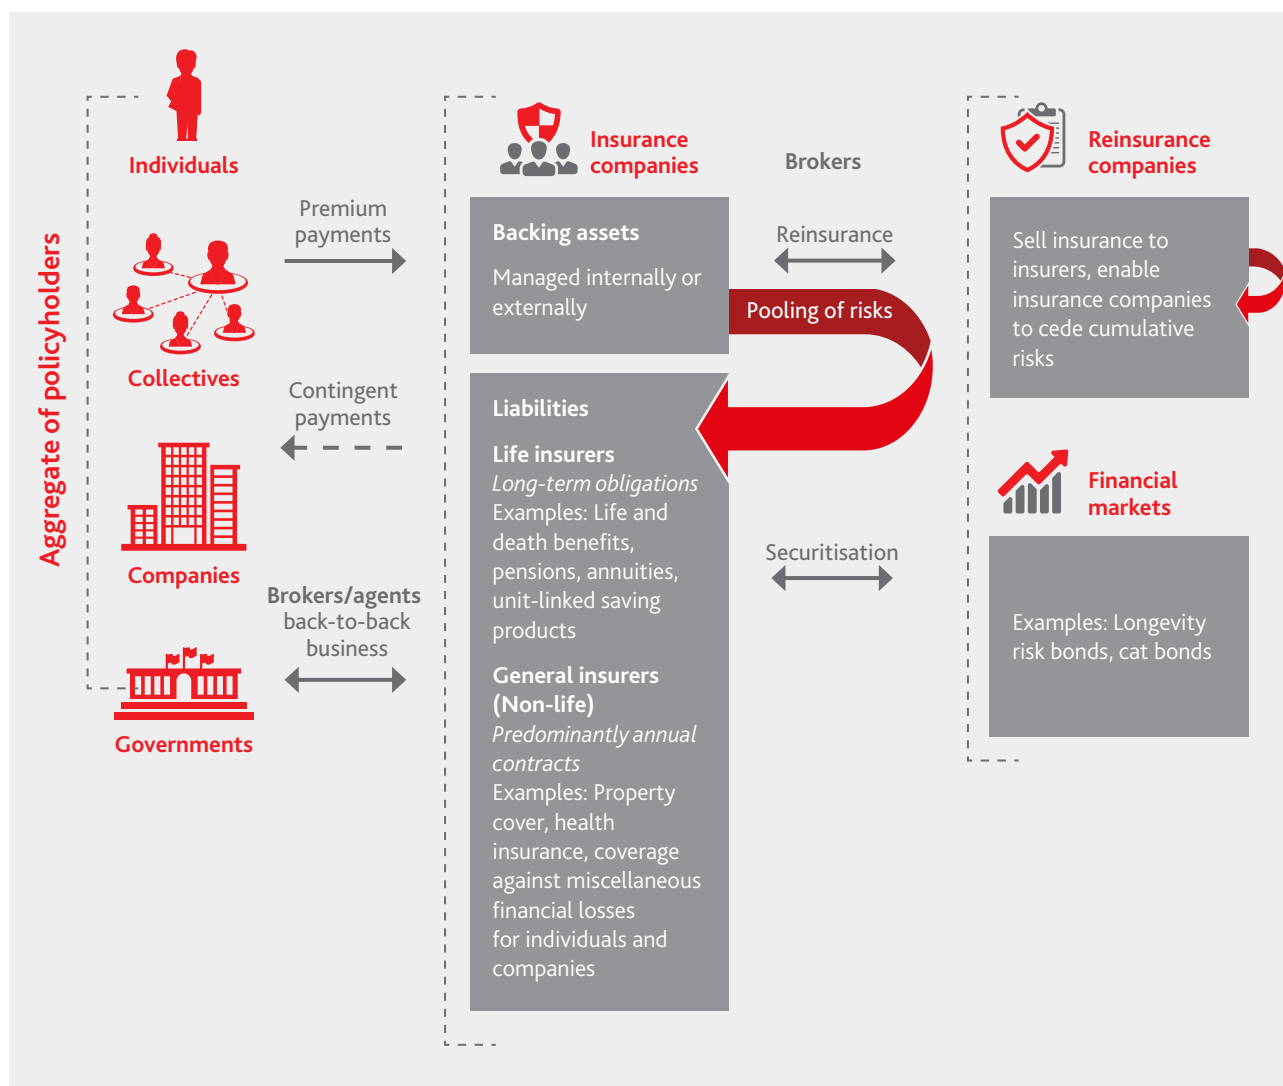 Aggregate of policyholders
Individuals
Collectives
Companies
Governments
Premium
payments
Contingent
payments
Brokers/agents
back-to-back
business
Insurance
companies
Backing assets
Managed internally or
externally
Liabilities
Life insurers
Long-term obligations
Examples: Life and
death benefits,
pensions, annuities,
unit-linked saving
products
General insurers
(Non-life)
Predominantly annual
contracts
Examples: Property
cover, health
insurance, coverage
against miscellaneous
financial losses
for individuals and
companies
Brokers
Reinsurance
Pooling of risks
Securitisation
Reinsurance
companies
Sell insurance to
insurers, enable
insurance companies
to cede cumulative
risks
Financial
markets
Examples: Longevity
risk bonds, cat bonds